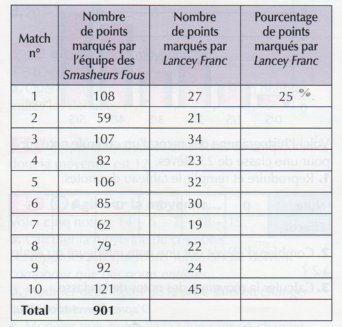 Match n° | Nombre de points marqués par l'équipe des Smasheurs Fous | Nombre de points marqués par Lancey Franc | Pourcentage de points marqués par Lancey Franc
1 | 108 | 27 | 25 %
2 | 59 | 21
3 | 107 | 34
4 | 82 | 23
5 | 106 | 32
6 | 85 | 30
7 | 62 | 19
8 | 79 | 22
9 | 92 | 24
10 | 121 | 45
Total | 901